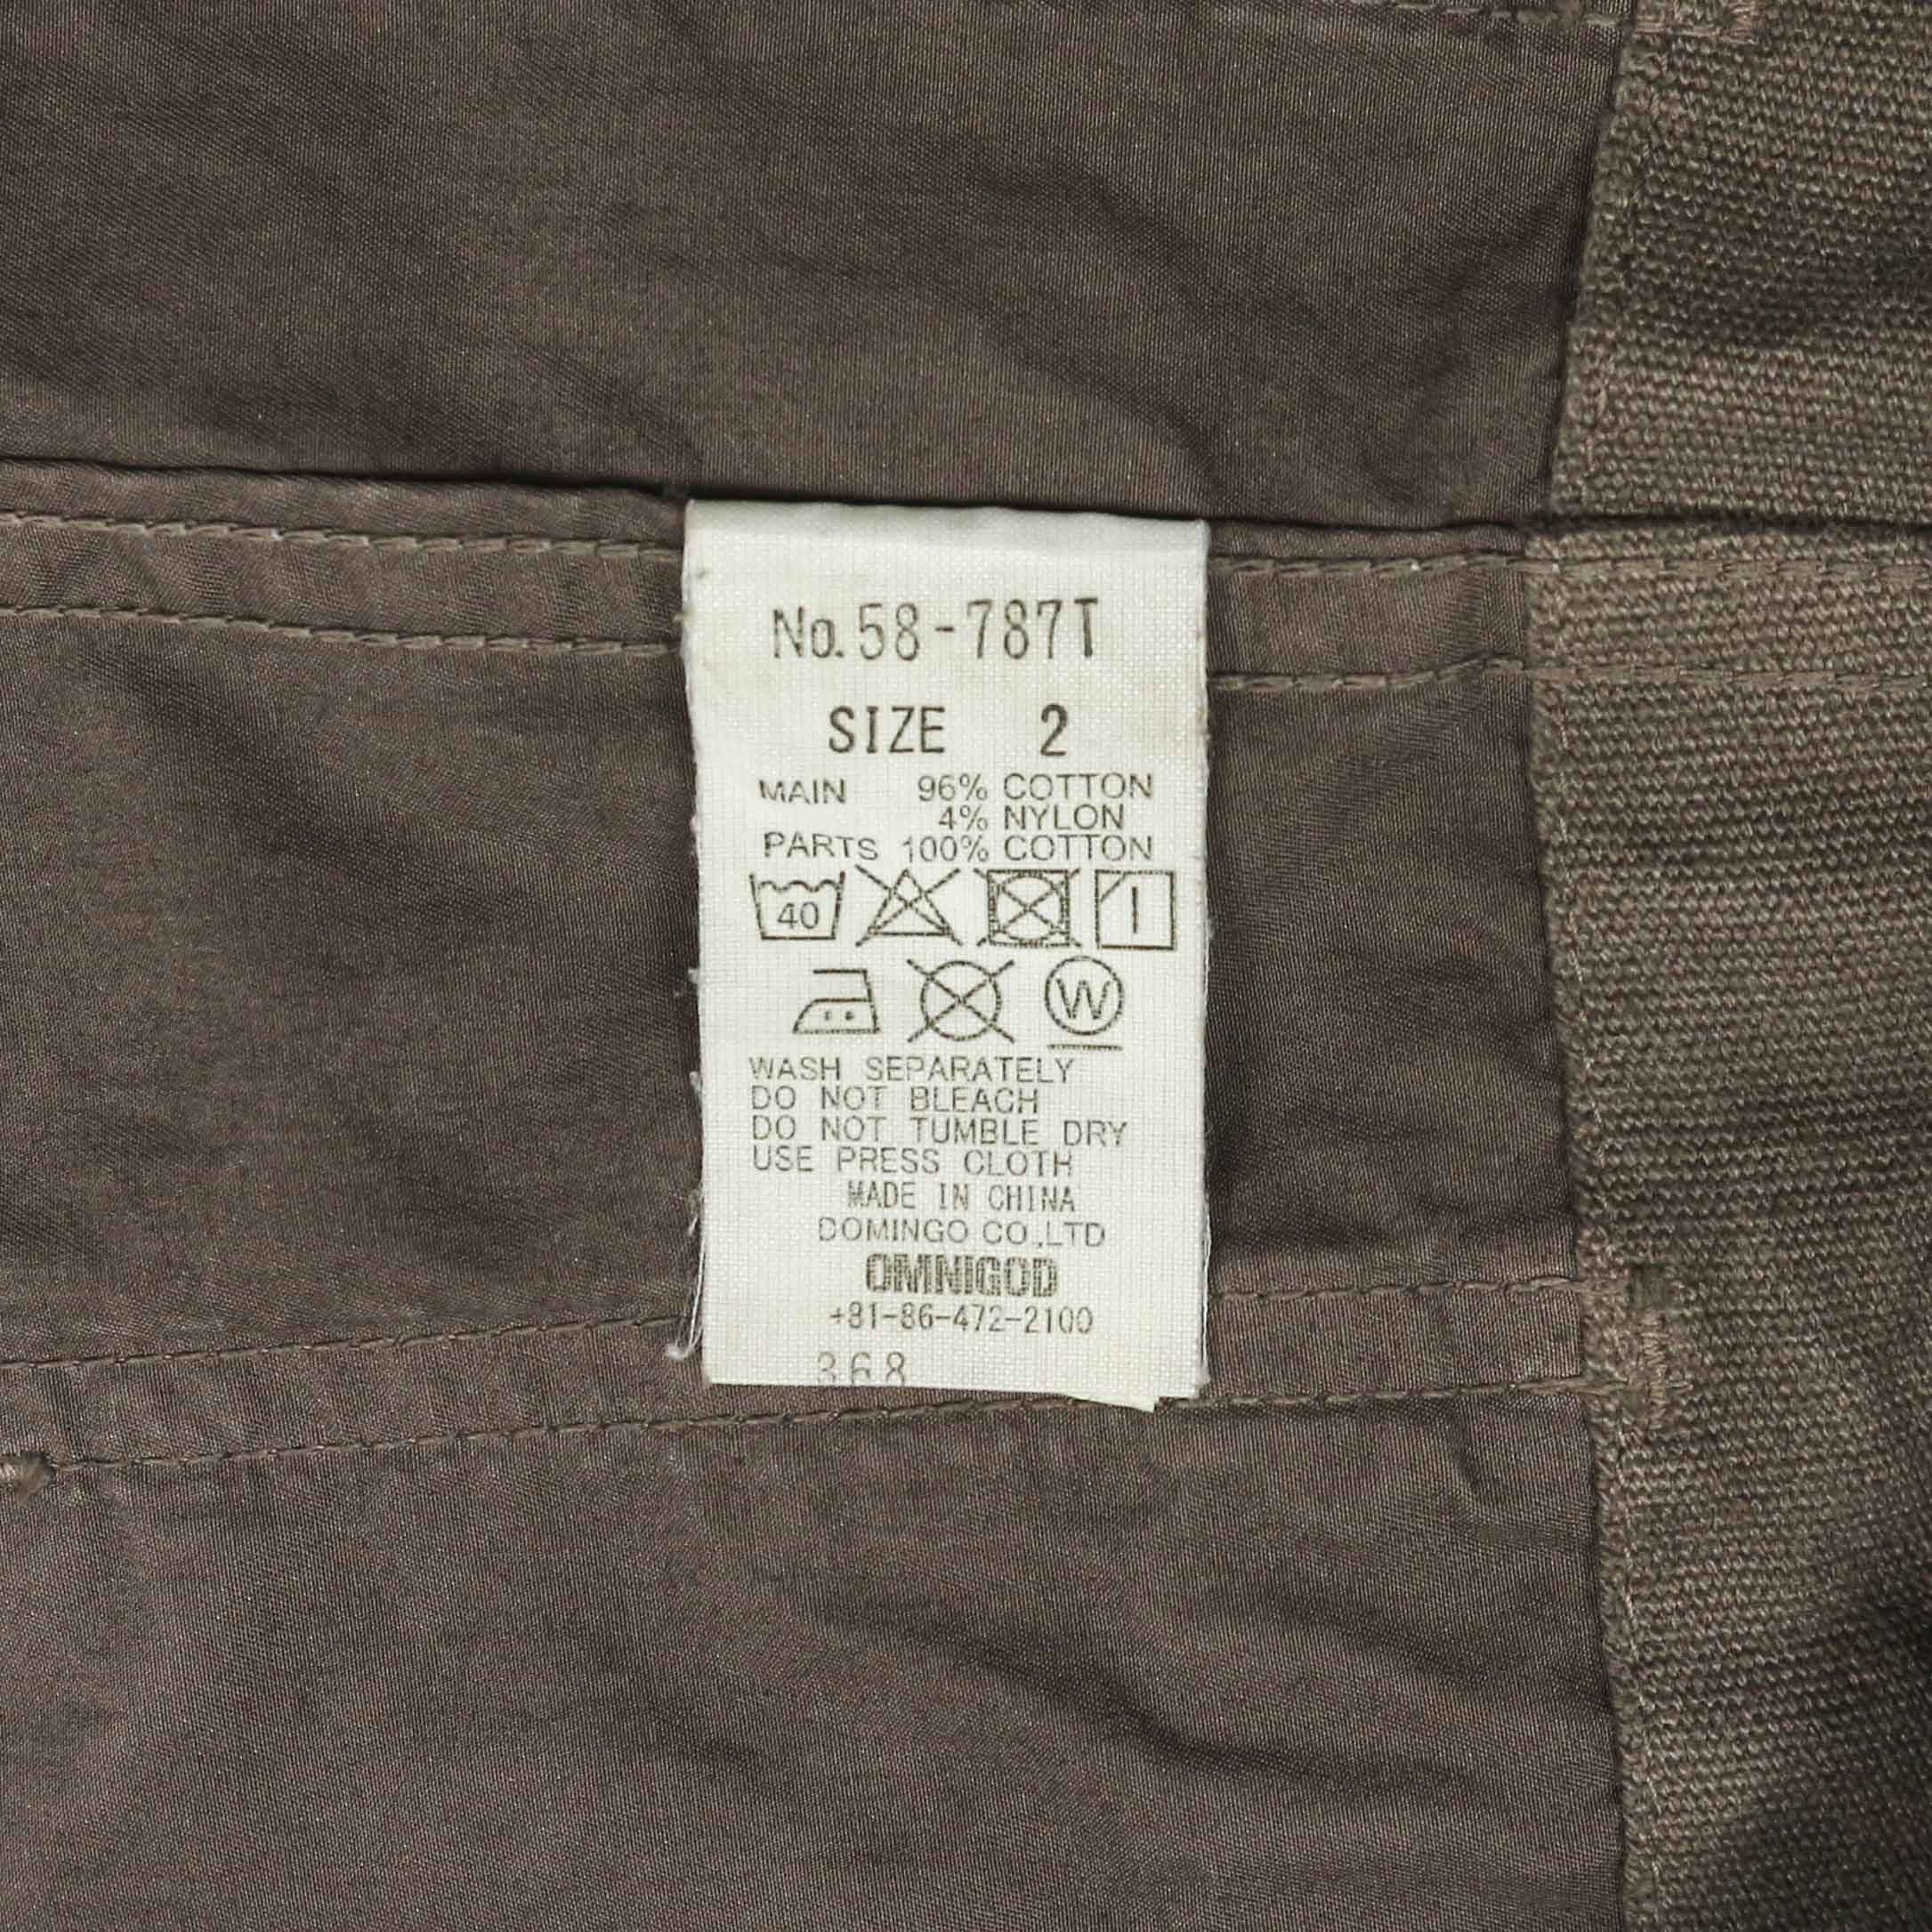 No.58-787T
SIZE 2
MAIN 96% COTTON
4% NYLON
PARTS 100% COTTON
40
W
WASH SEPARATELY
DO NOT BLEACH
DO NOT TUMBLE DRY
USE PRESS CLOTH
MADE IN CHINA
DOMINGO CO.,LTD
OMNIGOD
+81-86-472-2100
368